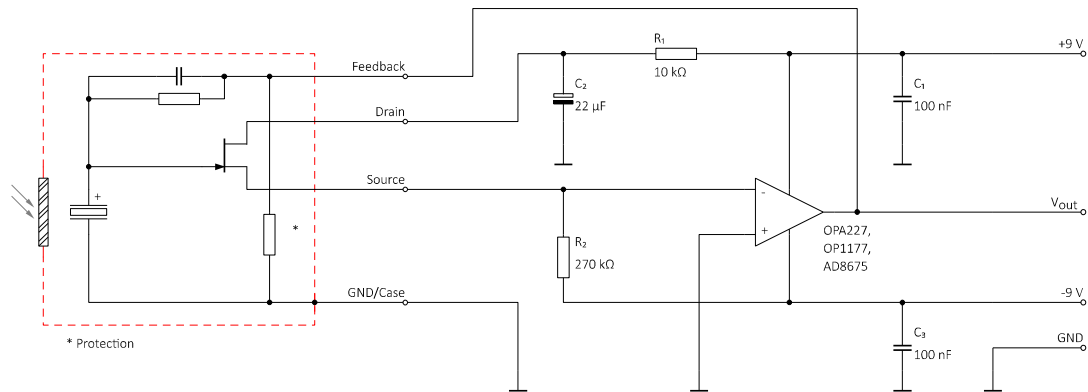 Feedback
Drain
Source
GND/Case
+
*
* Protection
R₁
10 kΩ
C₂
22 µF
C₁
100 nF
+9 V
-
+
OPA227,
OP1177,
AD8675
Vout
R₂
270 kΩ
-9 V
C₃
100 nF
GND